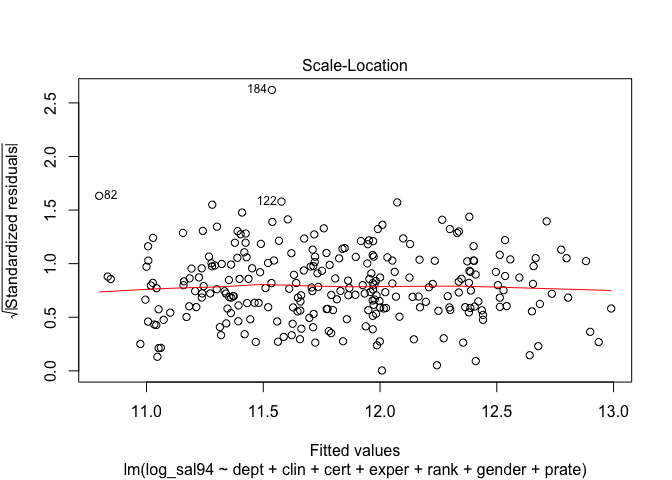 Scale-Location
√|Standardized residuals|
2.5
2.0
1.5
1.0
0.5
0.0
184
82
122
11.0 11.5 12.0 12.5 13.0
Fitted values
lm(log_sal94 ~ dept + clin + cert + exper + rank + gender + prate)